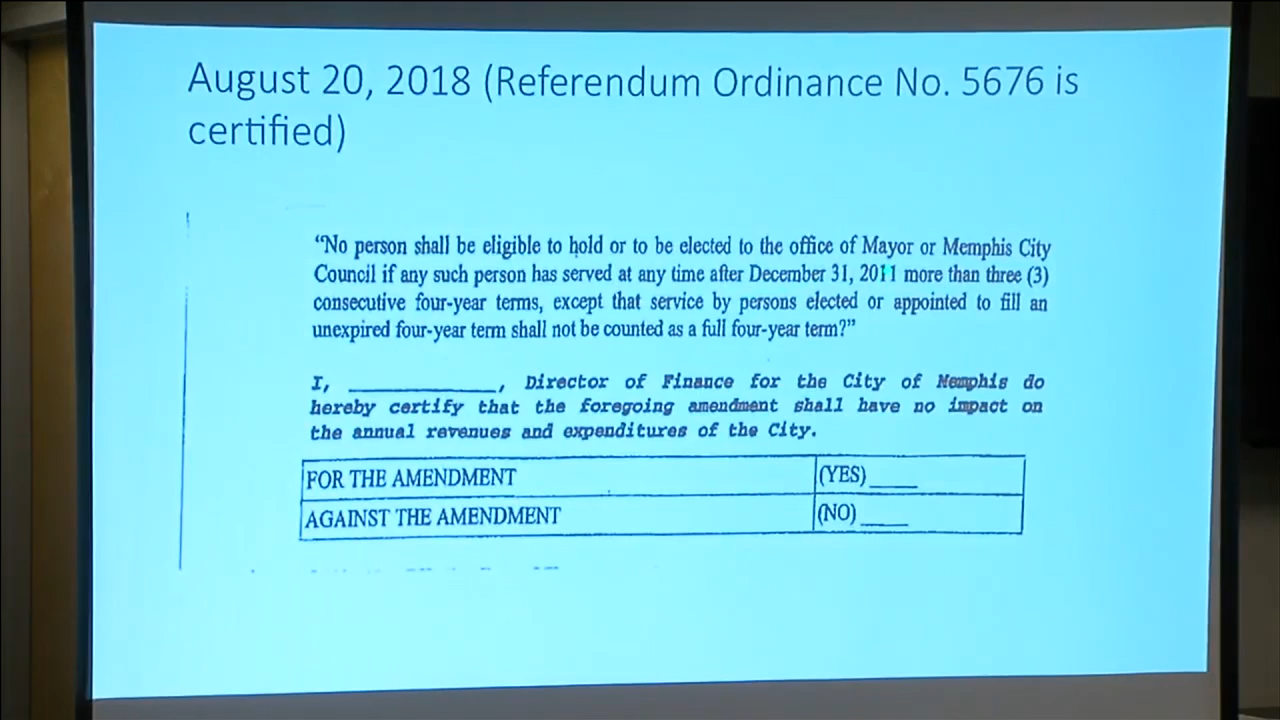 August 20, 2018 (Referendum Ordinance No. 5676 is
certified)
“No person shall be eligible to hold or to be elected to the office of Mayor or Memphis City
Council if any such person has served at any time after December 31, 2011 more than three (3)
consecutive four-year terms, except that service by persons elected or appointed to fill an
unexpired four-year term shall not be counted as a full four-year term?”
I, ____________, Director of Finance for the City of Memphis do
hereby certify that the foregoing amendment shall have no impact on
the annual revenues and expenditures of the City.
FOR THE AMENDMENT (YES)____
AGAINST THE AMENDMENT (NO) ____